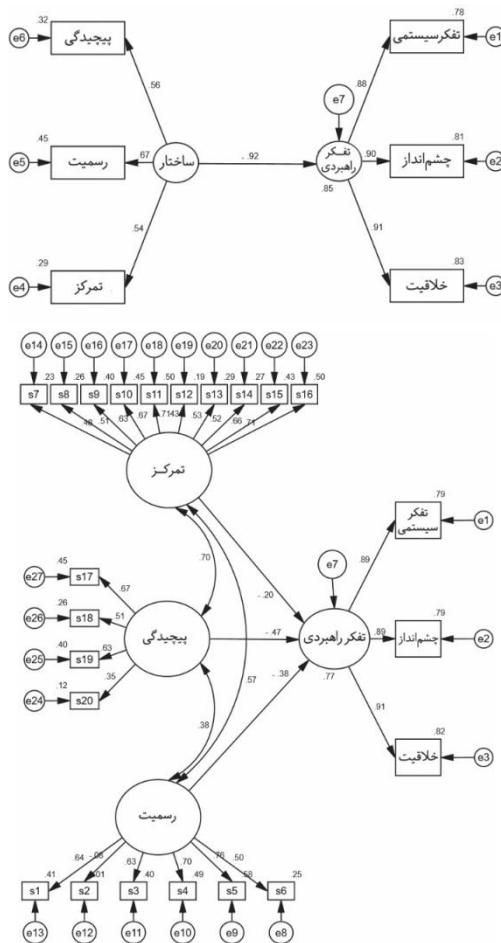 .32
.78
e6
پیچیدگی
تفکرسیستمی
e1
.56
.88
e7
.45
.81
e5
رسمیت
.67
ساختار
-.92
تفکر
راهبردی
.90
چشم‌انداز
e2
.85
.54
.91
.29
.83
e4
تمرکز
خلاقیت
e3
e14
e15
e16
e17
e18
e19
e20
e21
e22
e23
.23
.26
.40
.45
.50
.19
.29
.27
.43
.50
s7
s8
s9
s10
s11
s12
s13
s14
s15
s16
.48
.51
.63
.67
.71
.43
.53
.52
.66
.71
تمرکـز
.79
تفکر
سیستمی
e1
.45
e27
s17
.70
e7
.89
.67
-.20
.26
.79
e26
s18
.51
پیچیدگی
-.47
تفکر راهبردی
.89
چشم‌انداز
e2
.40
e25
s19
.63
-.38
.77
.12
.57
e24
s20
.35
.38
.91
.82
خلاقیت
e3
رسمیت
.64
-.08
.63
.70
.76
.50
.41
.01
.40
.49
.58
.25
s1
s2
s3
s4
s5
s6
e13
e12
e11
e10
e9
e8